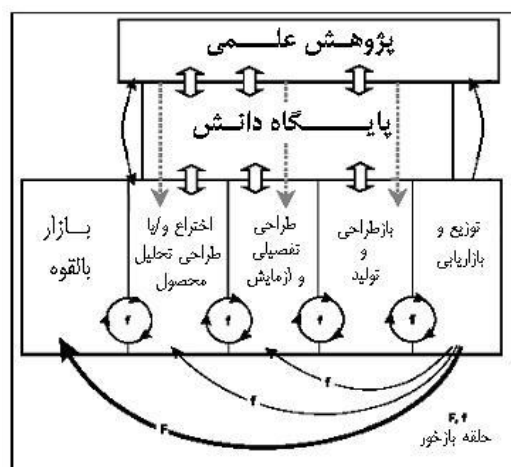 پژوهش علمی
پایگاه دانش
بازار
بالقوه
اختراع و/یا
طراحی تحلیل
محصول
طراحی
تفصیلی
و آزمایش
بازطراحی
و
تولید
توزیع و
بازاریابی
f
f
f
f
f
f
F
F, f
حلقه بازخور